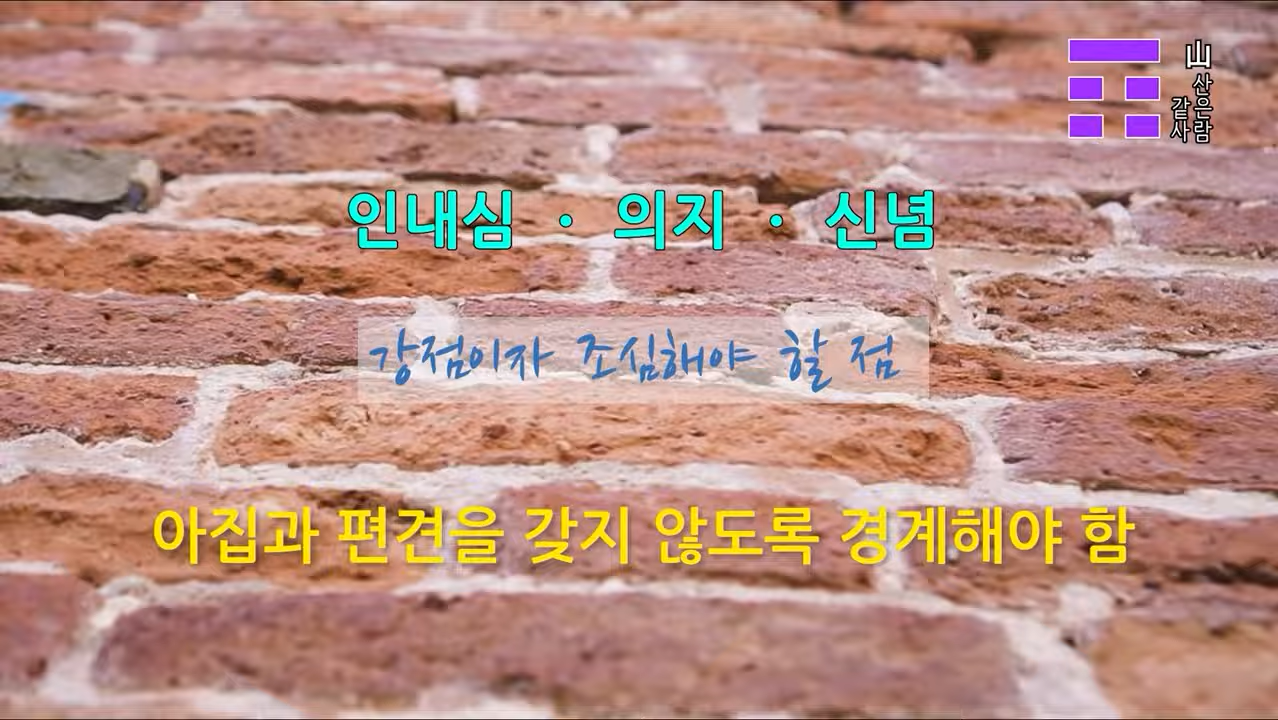 山
산은
같은
사람
인내심 · 의지 · 신념
강점이자 조심해야 할 점
아집과 편견을 갖지 않도록 경계해야 함